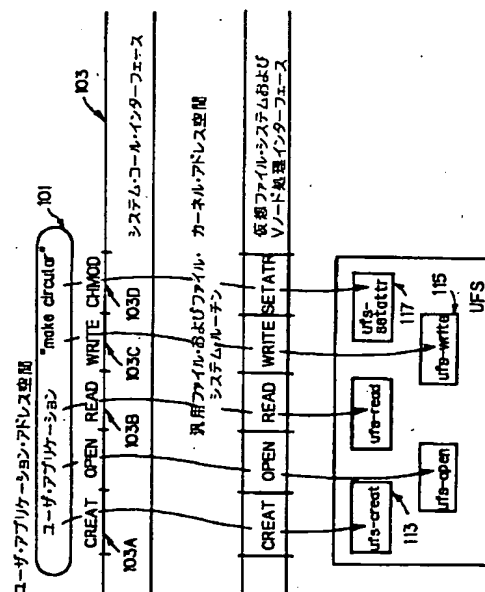 ユーザ・アプリケーション・アドレス空間
ユーザ・アプリケーション "make circular" 101
CREAT OPEN READ WRITE CHMOD システム・コール・インターフェース 103
103A 103B 103C 103D
汎用ファイル・およびファイル・
システム・ルーチン
カーネル・アドレス空間
CREAT OPEN READ WRITE SETATR
仮想ファイル・システムおよび
Vノード処理インターフェース
ufs-creat ufs-read ufs-setattr
113 117
ufs-open ufs-write 115
UFS